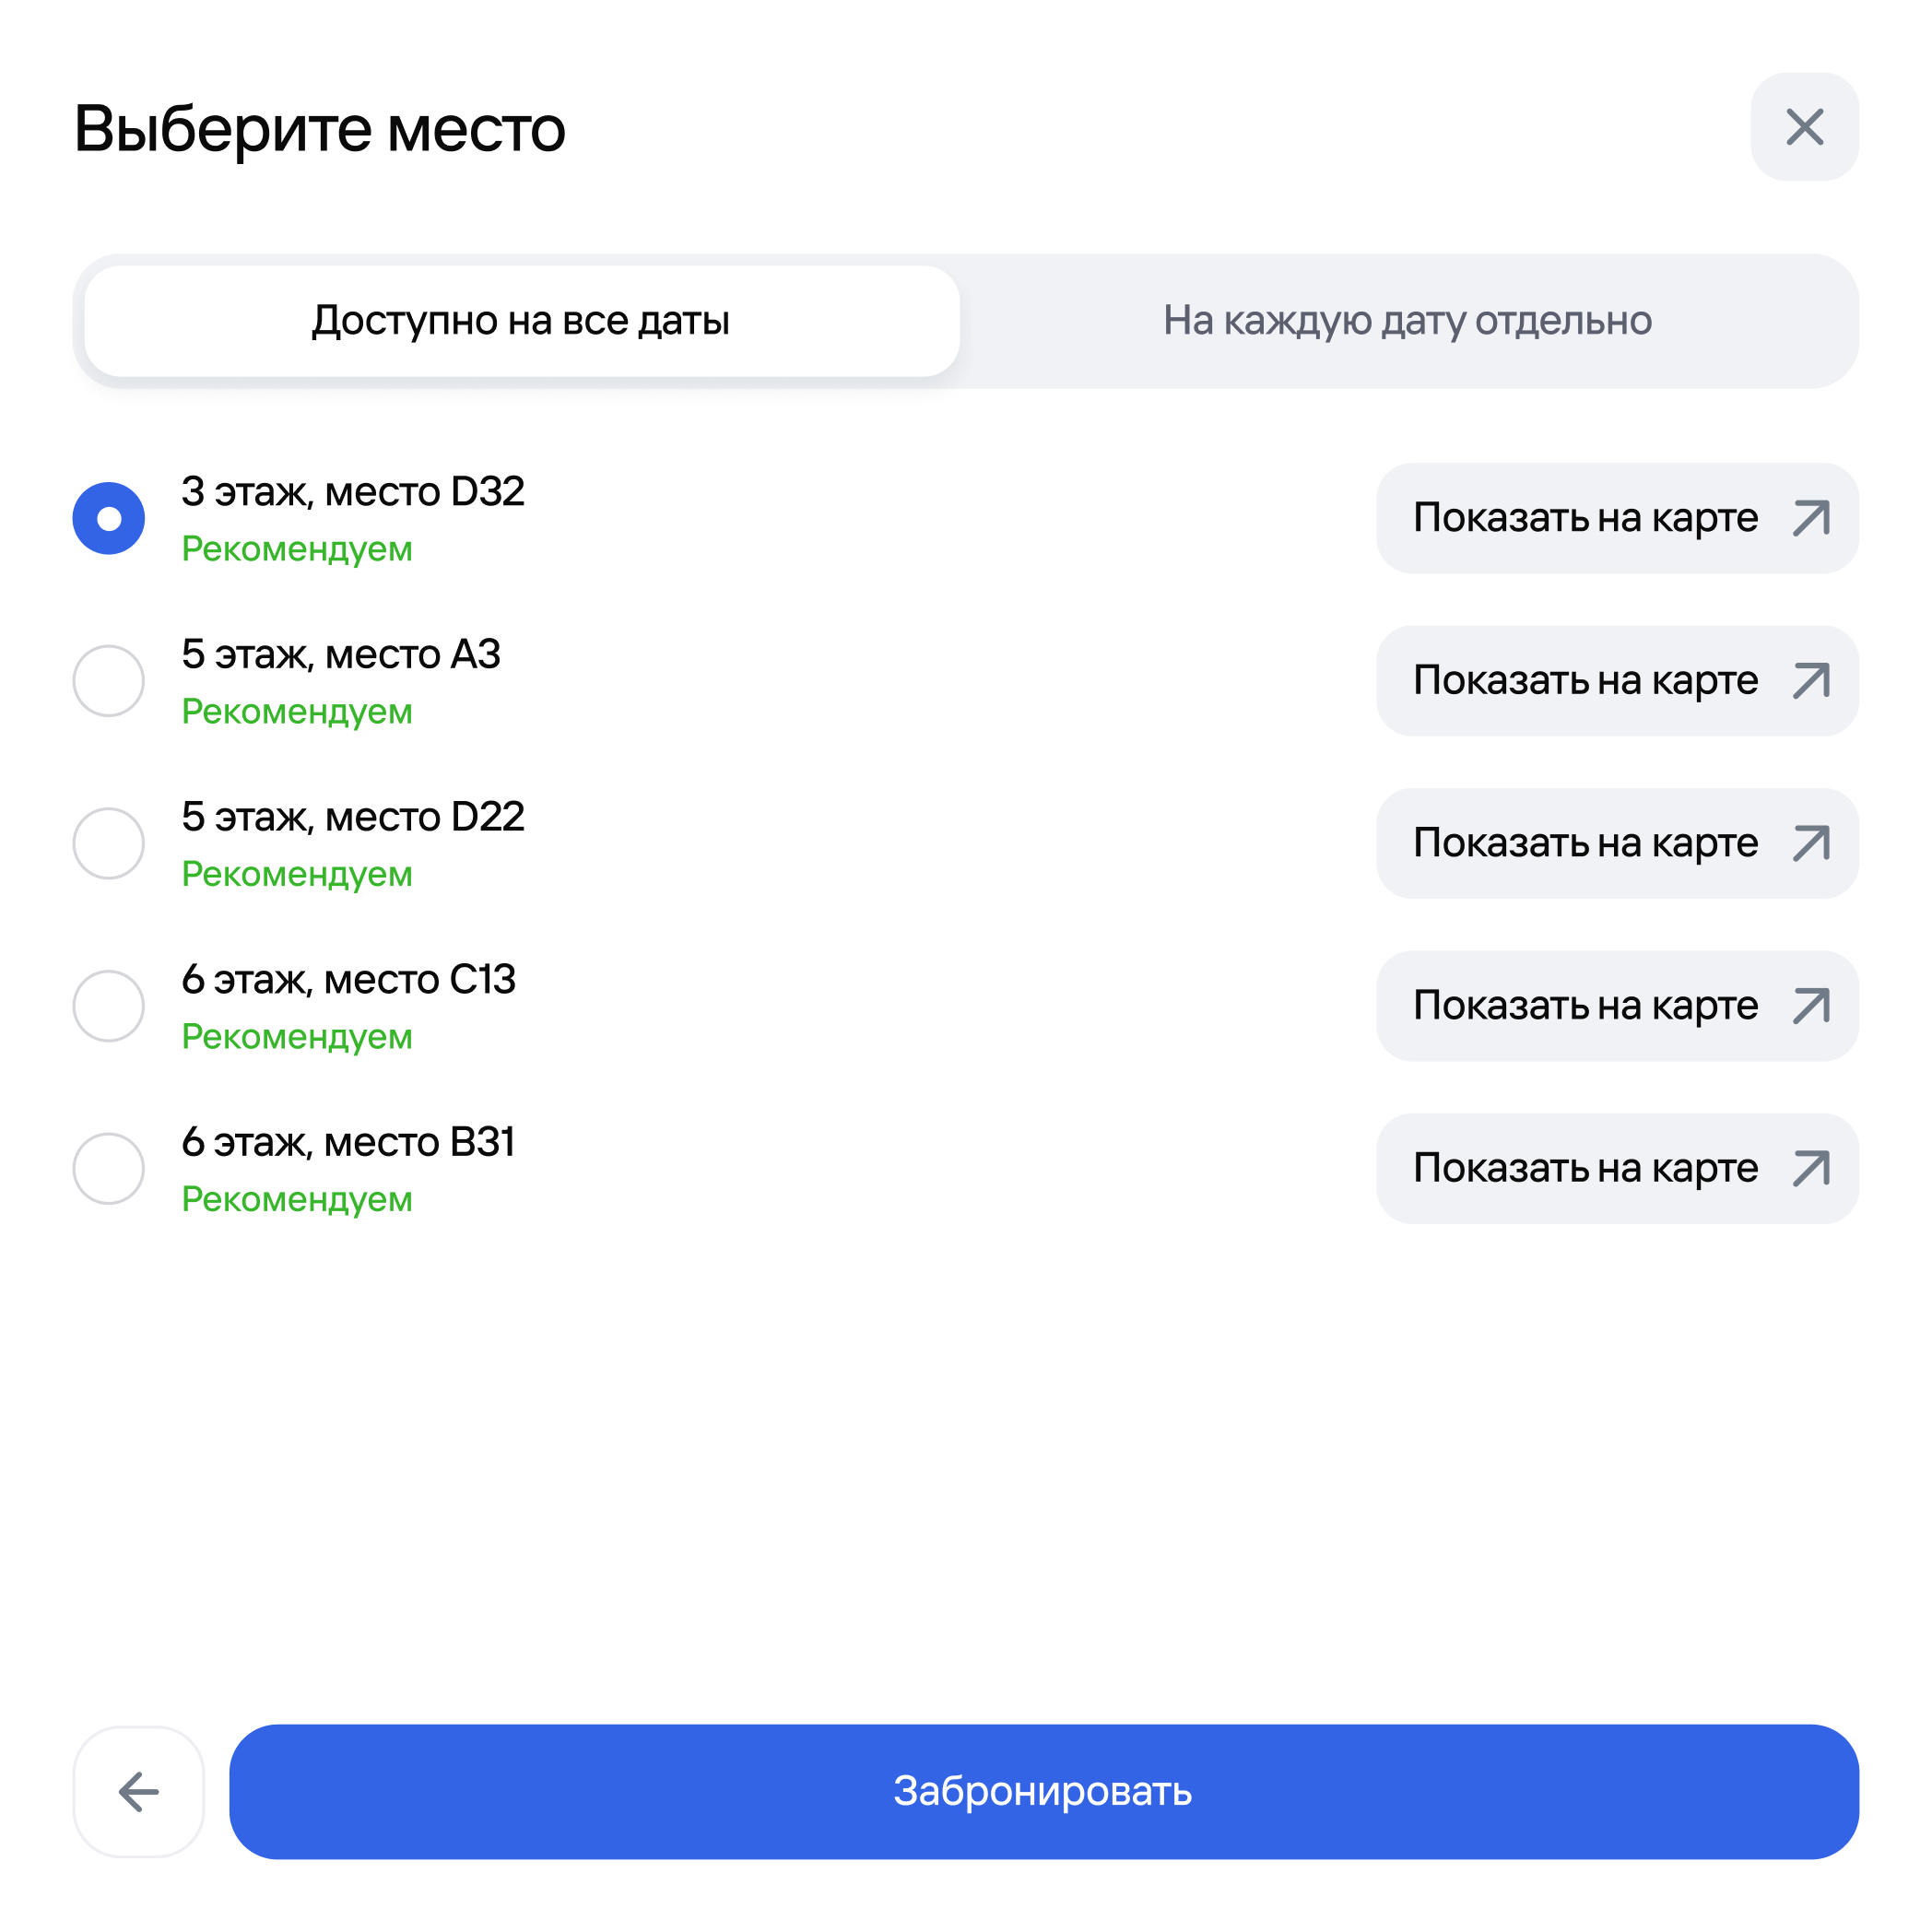 Выберите место
Доступно на все даты
На каждую дату отдельно
3 этаж, место D32
Рекомендуем
Показать на карте
5 этаж, место A3
Рекомендуем
Показать на карте
5 этаж, место D22
Рекомендуем
Показать на карте
6 этаж, место C13
Рекомендуем
Показать на карте
6 этаж, место B31
Рекомендуем
Показать на карте
Забронировать